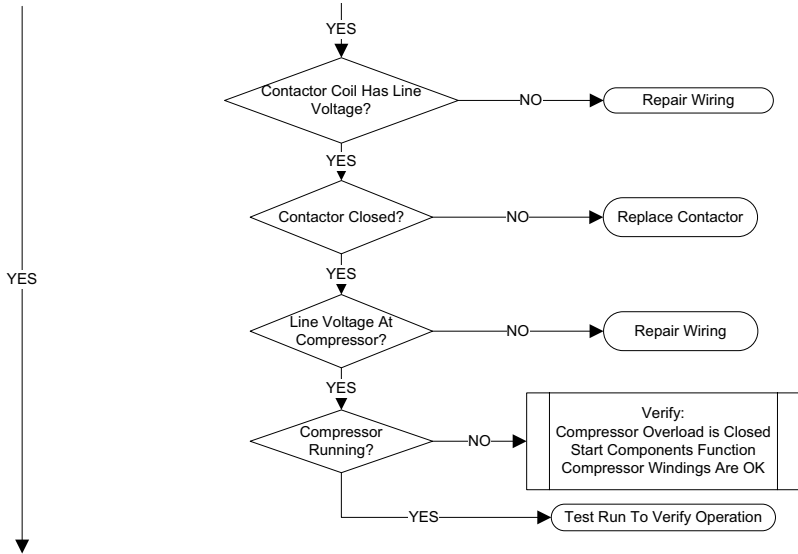 YES
Contactor Coil Has Line
Voltage?
NO
Repair Wiring
YES
Contactor Closed?
NO
Replace Contactor
YES
YES
Line Voltage At
Compressor?
NO
Repair Wiring
YES
Compressor
Running?
NO
Verify:
Compressor Overload is Closed
Start Components Function
Compressor Windings Are OK
YES
Test Run To Verify Operation